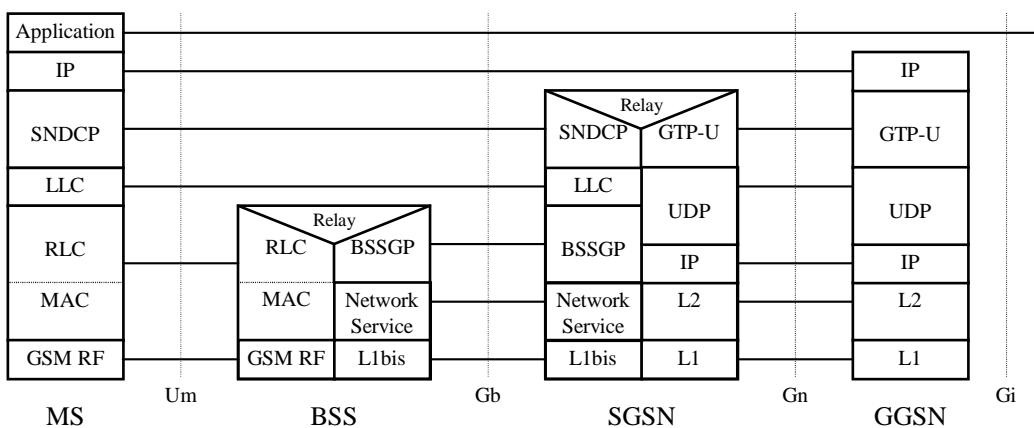 Application
IP
SNDCP
LLC
RLC
MAC
GSM RF
Um
MS
Relay
RLC
BSSGP
MAC
Network
Service
GSM RF
L1bis
Gb
BSS
Relay
SNDCP
GTP-U
LLC
UDP
BSSGP
IP
Network
Service
L2
L1bis
L1
Gn
SGSN
IP
GTP-U
UDP
IP
L2
L1
Gi
GGSN